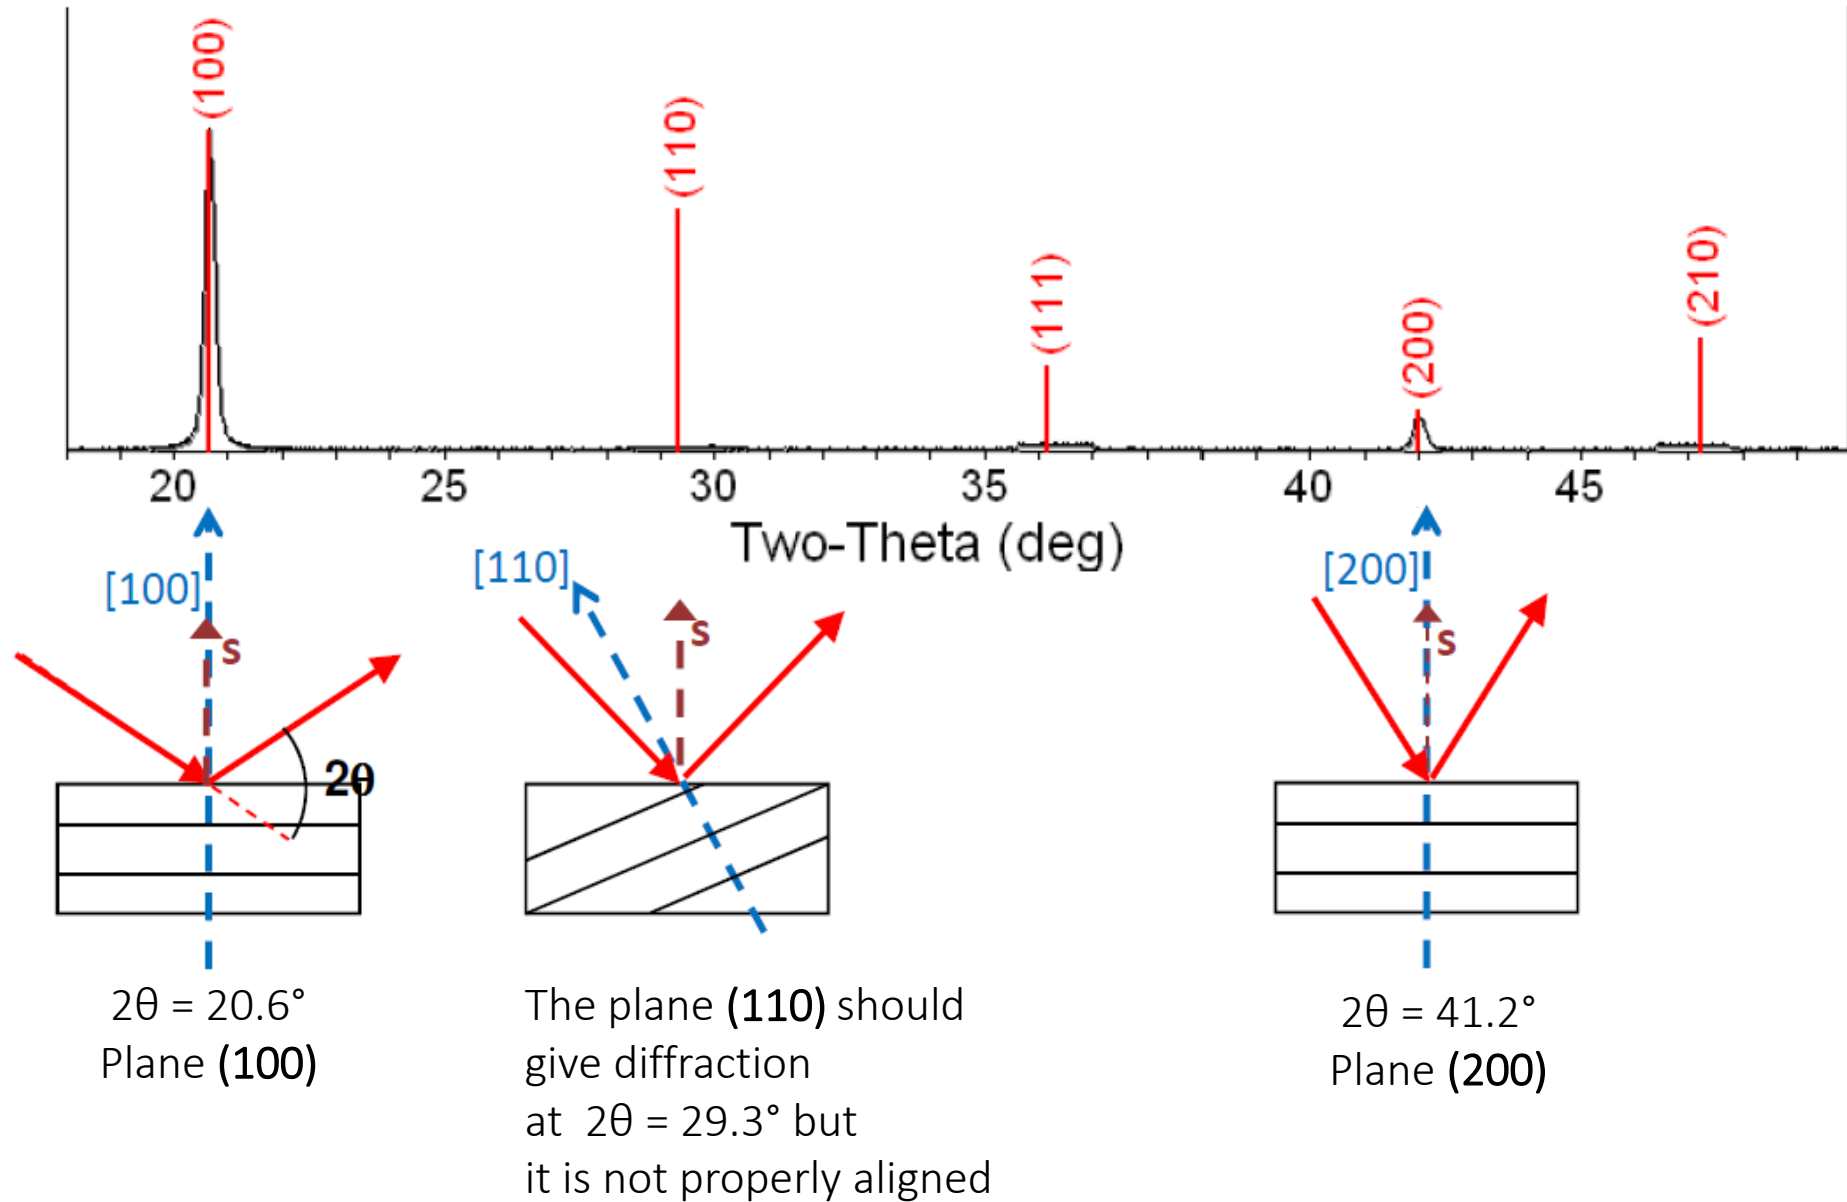 (100)
(110)
(111)
(200)
(210)
20 25 30 35 40 45
Two-Theta (deg)
[100]
s
2θ
[110]
s
[200]
s
2θ = 20.6°
Plane (100)
The plane (110) should
give diffraction
at 2θ = 29.3° but
it is not properly aligned
2θ = 41.2°
Plane (200)